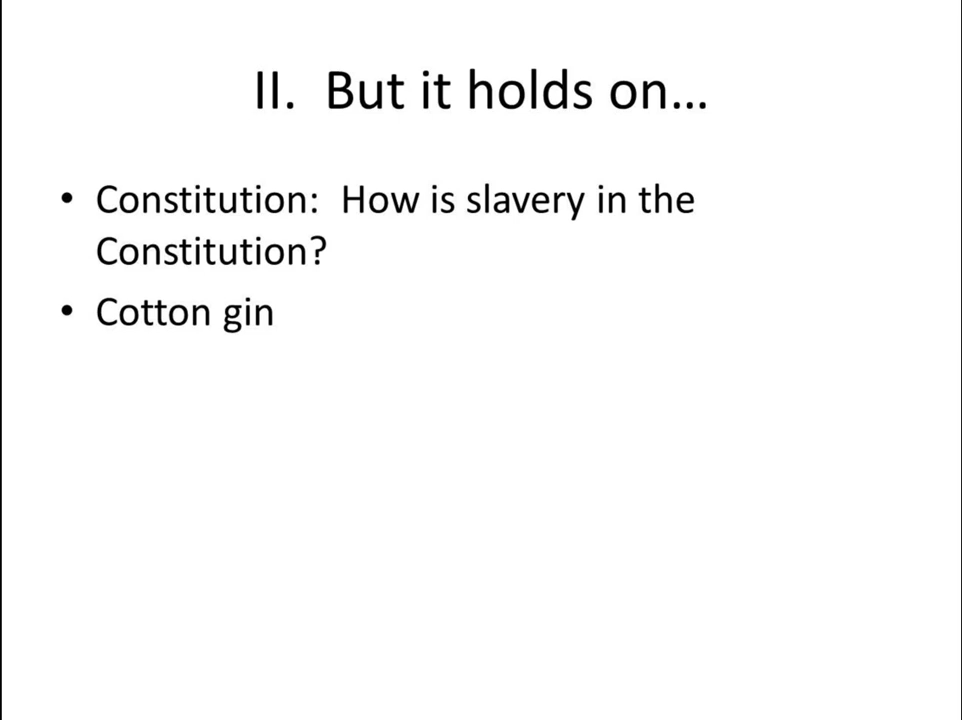 II.  But it holds on…
• Constitution:  How is slavery in the
Constitution?
• Cotton gin